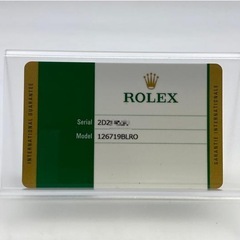 INTERNATIONAL GUARANTEE
ROLEX
Serial
Model 126719BLRO
GARANTIE INTERNATIONALE